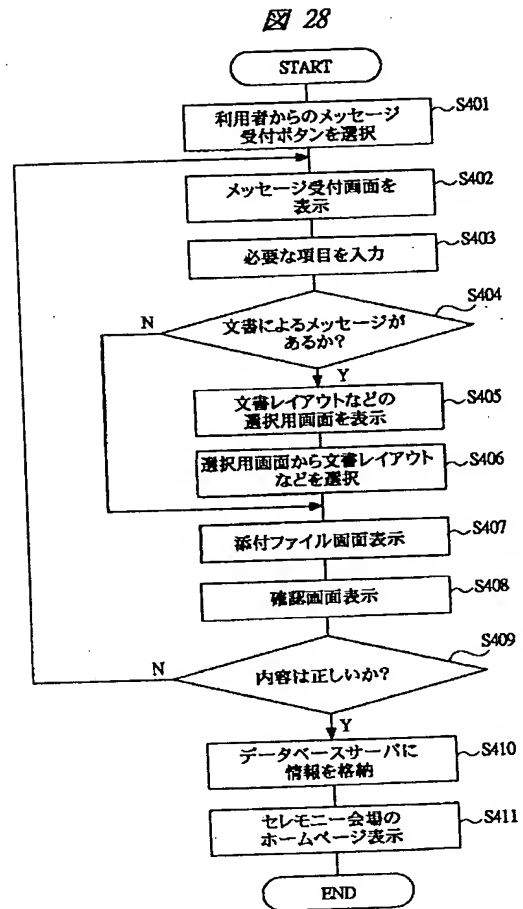 図 28
START
利用者からのメッセージ
受付ボタンを選択
S401
メッセージ受付画面を
表示
S402
必要な項目を入力
S403
文書によるメッセージが
あるか?
S404
N
Y
文書レイアウトなどの
選択用画面を表示
S405
選択用画面から文書レイアウト
などを選択
S406
添付ファイル画面表示
S407
確認画面表示
S408
内容は正しいか?
S409
N
Y
データベースサーバに
情報を格納
S410
セレモニー会場の
ホームページ表示
S411
END